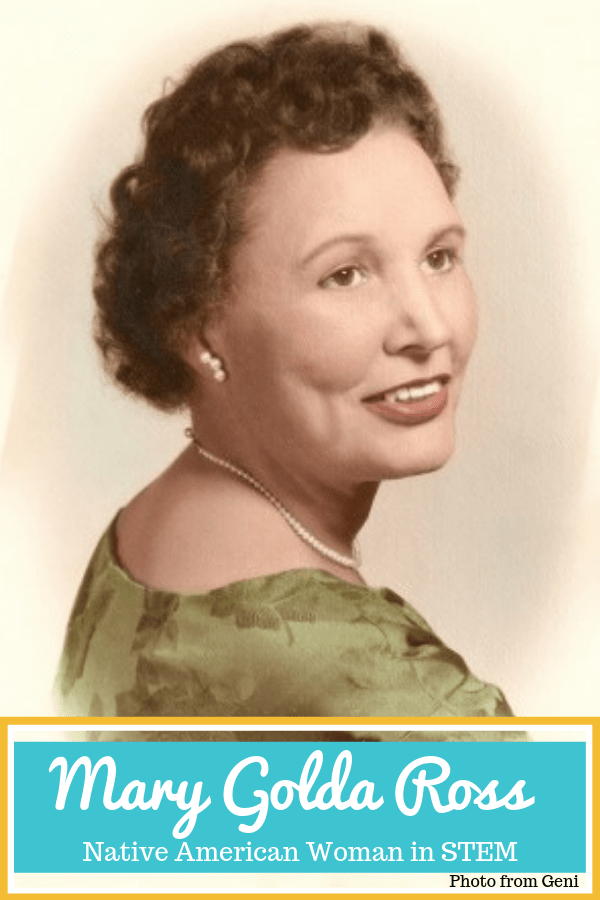 Mary Golda Ross
Native American Woman in STEM
Photo from Geni